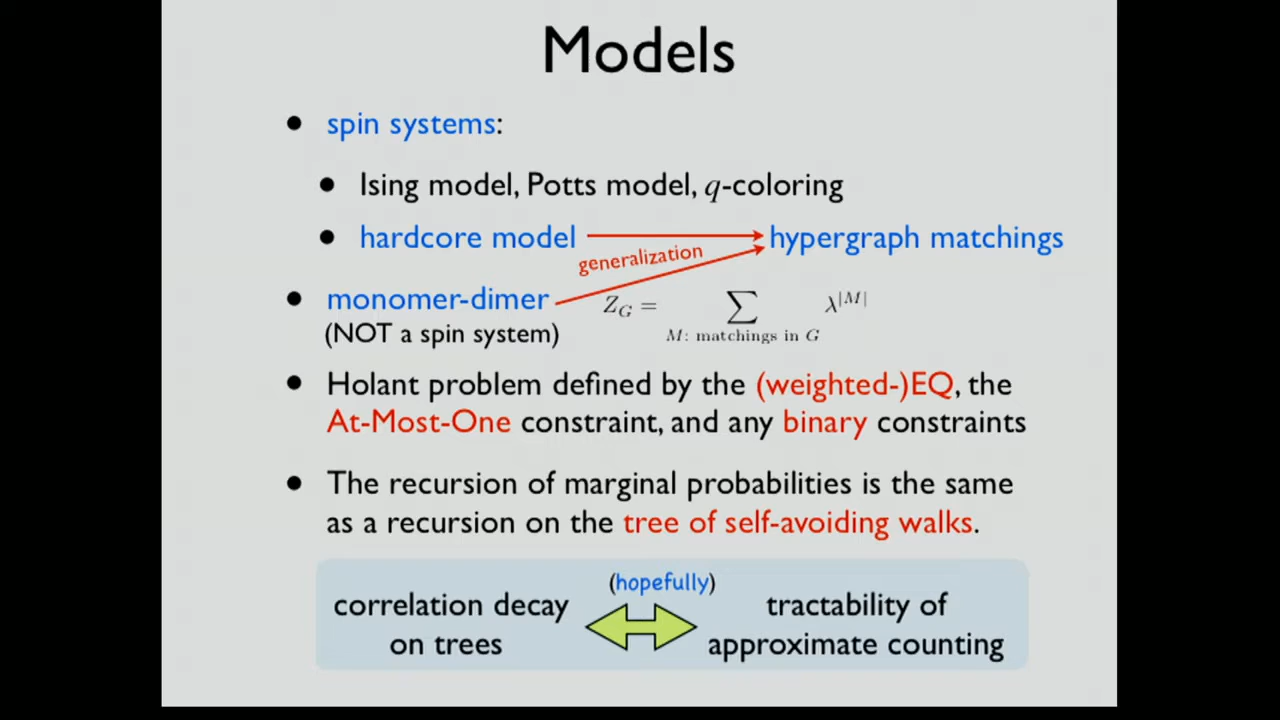 Models
• spin systems:
• Ising model, Potts model, q-coloring
• hardcore model hypergraph matchings
generalization
• monomer-dimer Z_G = ∑ λ^|M|
(NOT a spin system) M: matchings in G
• Holant problem defined by the (weighted-)EQ, the
At-Most-One constraint, and any binary constraints
• The recursion of marginal probabilities is the same
as a recursion on the tree of self-avoiding walks.
(hopefully)
correlation decay tractability of
on trees approximate counting